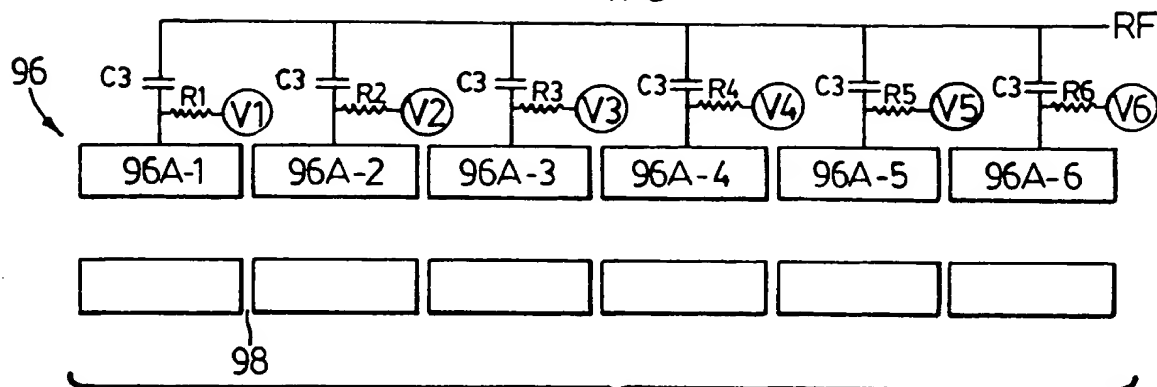 RF
96
C3 C3 C3 C3 C3 C3
R1 R2 R3 R4 R5 R6
V1 V2 V3 V4 V5 V6
96A-1 96A-2 96A-3 96A-4 96A-5 96A-6
98